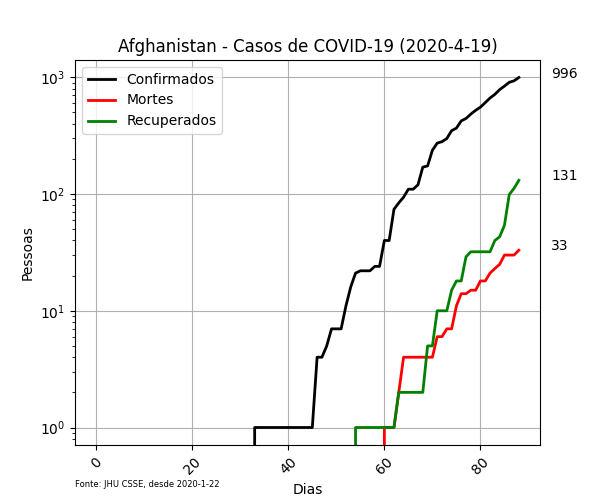 Afghanistan - Casos de COVID-19 (2020-4-19)
Confirmados
Mortes
Recuperados
10³
10²
10¹
10⁰
Pessoas
996
131
33
0
20
40
60
80
Dias
Fonte: JHU CSSE, desde 2020-1-22